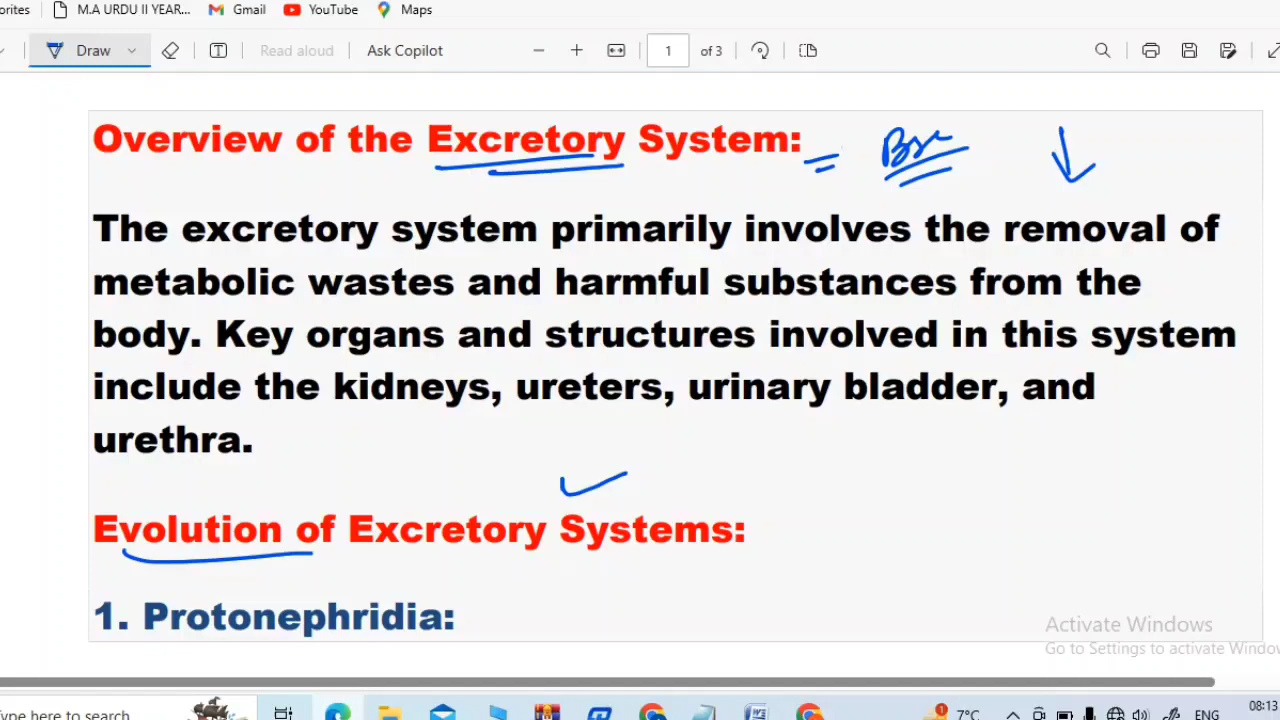 orites M.A URDU II YEAR... Gmail YouTube Maps
Draw Read aloud Ask Copilot 1 of 3
Overview of the Excretory System:
The excretory system primarily involves the removal of
metabolic wastes and harmful substances from the
body. Key organs and structures involved in this system
include the kidneys, ureters, urinary bladder, and
urethra.
Evolution of Excretory Systems:
1. Protonephridia:
Activate Windows
Go to Settings to activate Windo
ype here to search 1 7°C ENG 08:13